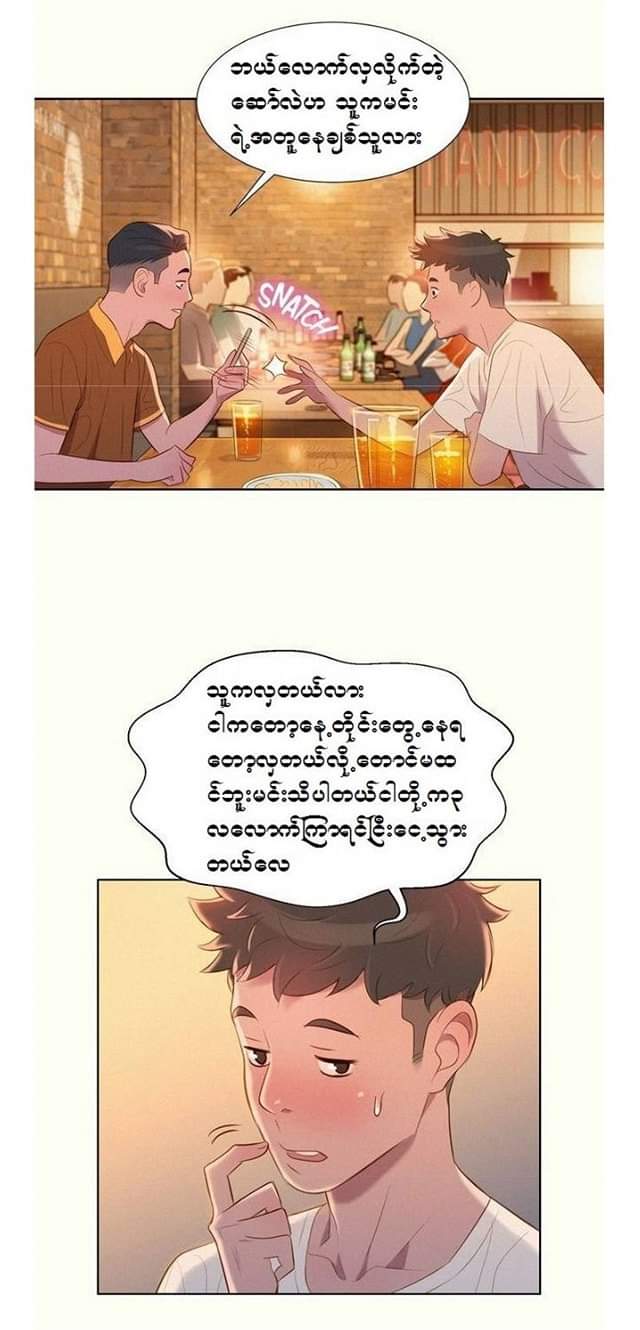 ဘယ်လောက်လှလိုက်တဲ့
ဆော်လဲဟ သူကမင်း
ရဲ့အတူနေချစ်သူလား
HAND CO
SNATCH
သူကလှတယ်လား
ငါကတော့နေ့တိုင်းတွေ့နေရ
တော့လှတယ်လို့တောင်မထ
င်ဘူးမင်းသိပါတယ်ငါတို့က၃
လလောက်ကြာရင်ငြီးငွေ့သွား
တယ်လေ